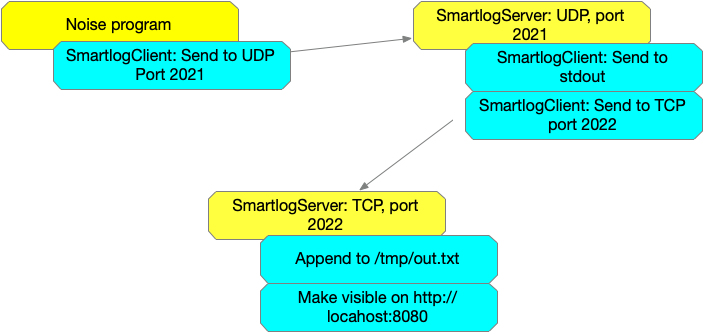 Noise program
SmartlogClient: Send to UDP
Port 2021
SmartlogServer: UDP, port
2021
SmartlogClient: Send to
stdout
SmartlogClient: Send to TCP
port 2022
SmartlogServer: TCP, port
2022
Append to /tmp/out.txt
Make visible on http://
locahost:8080